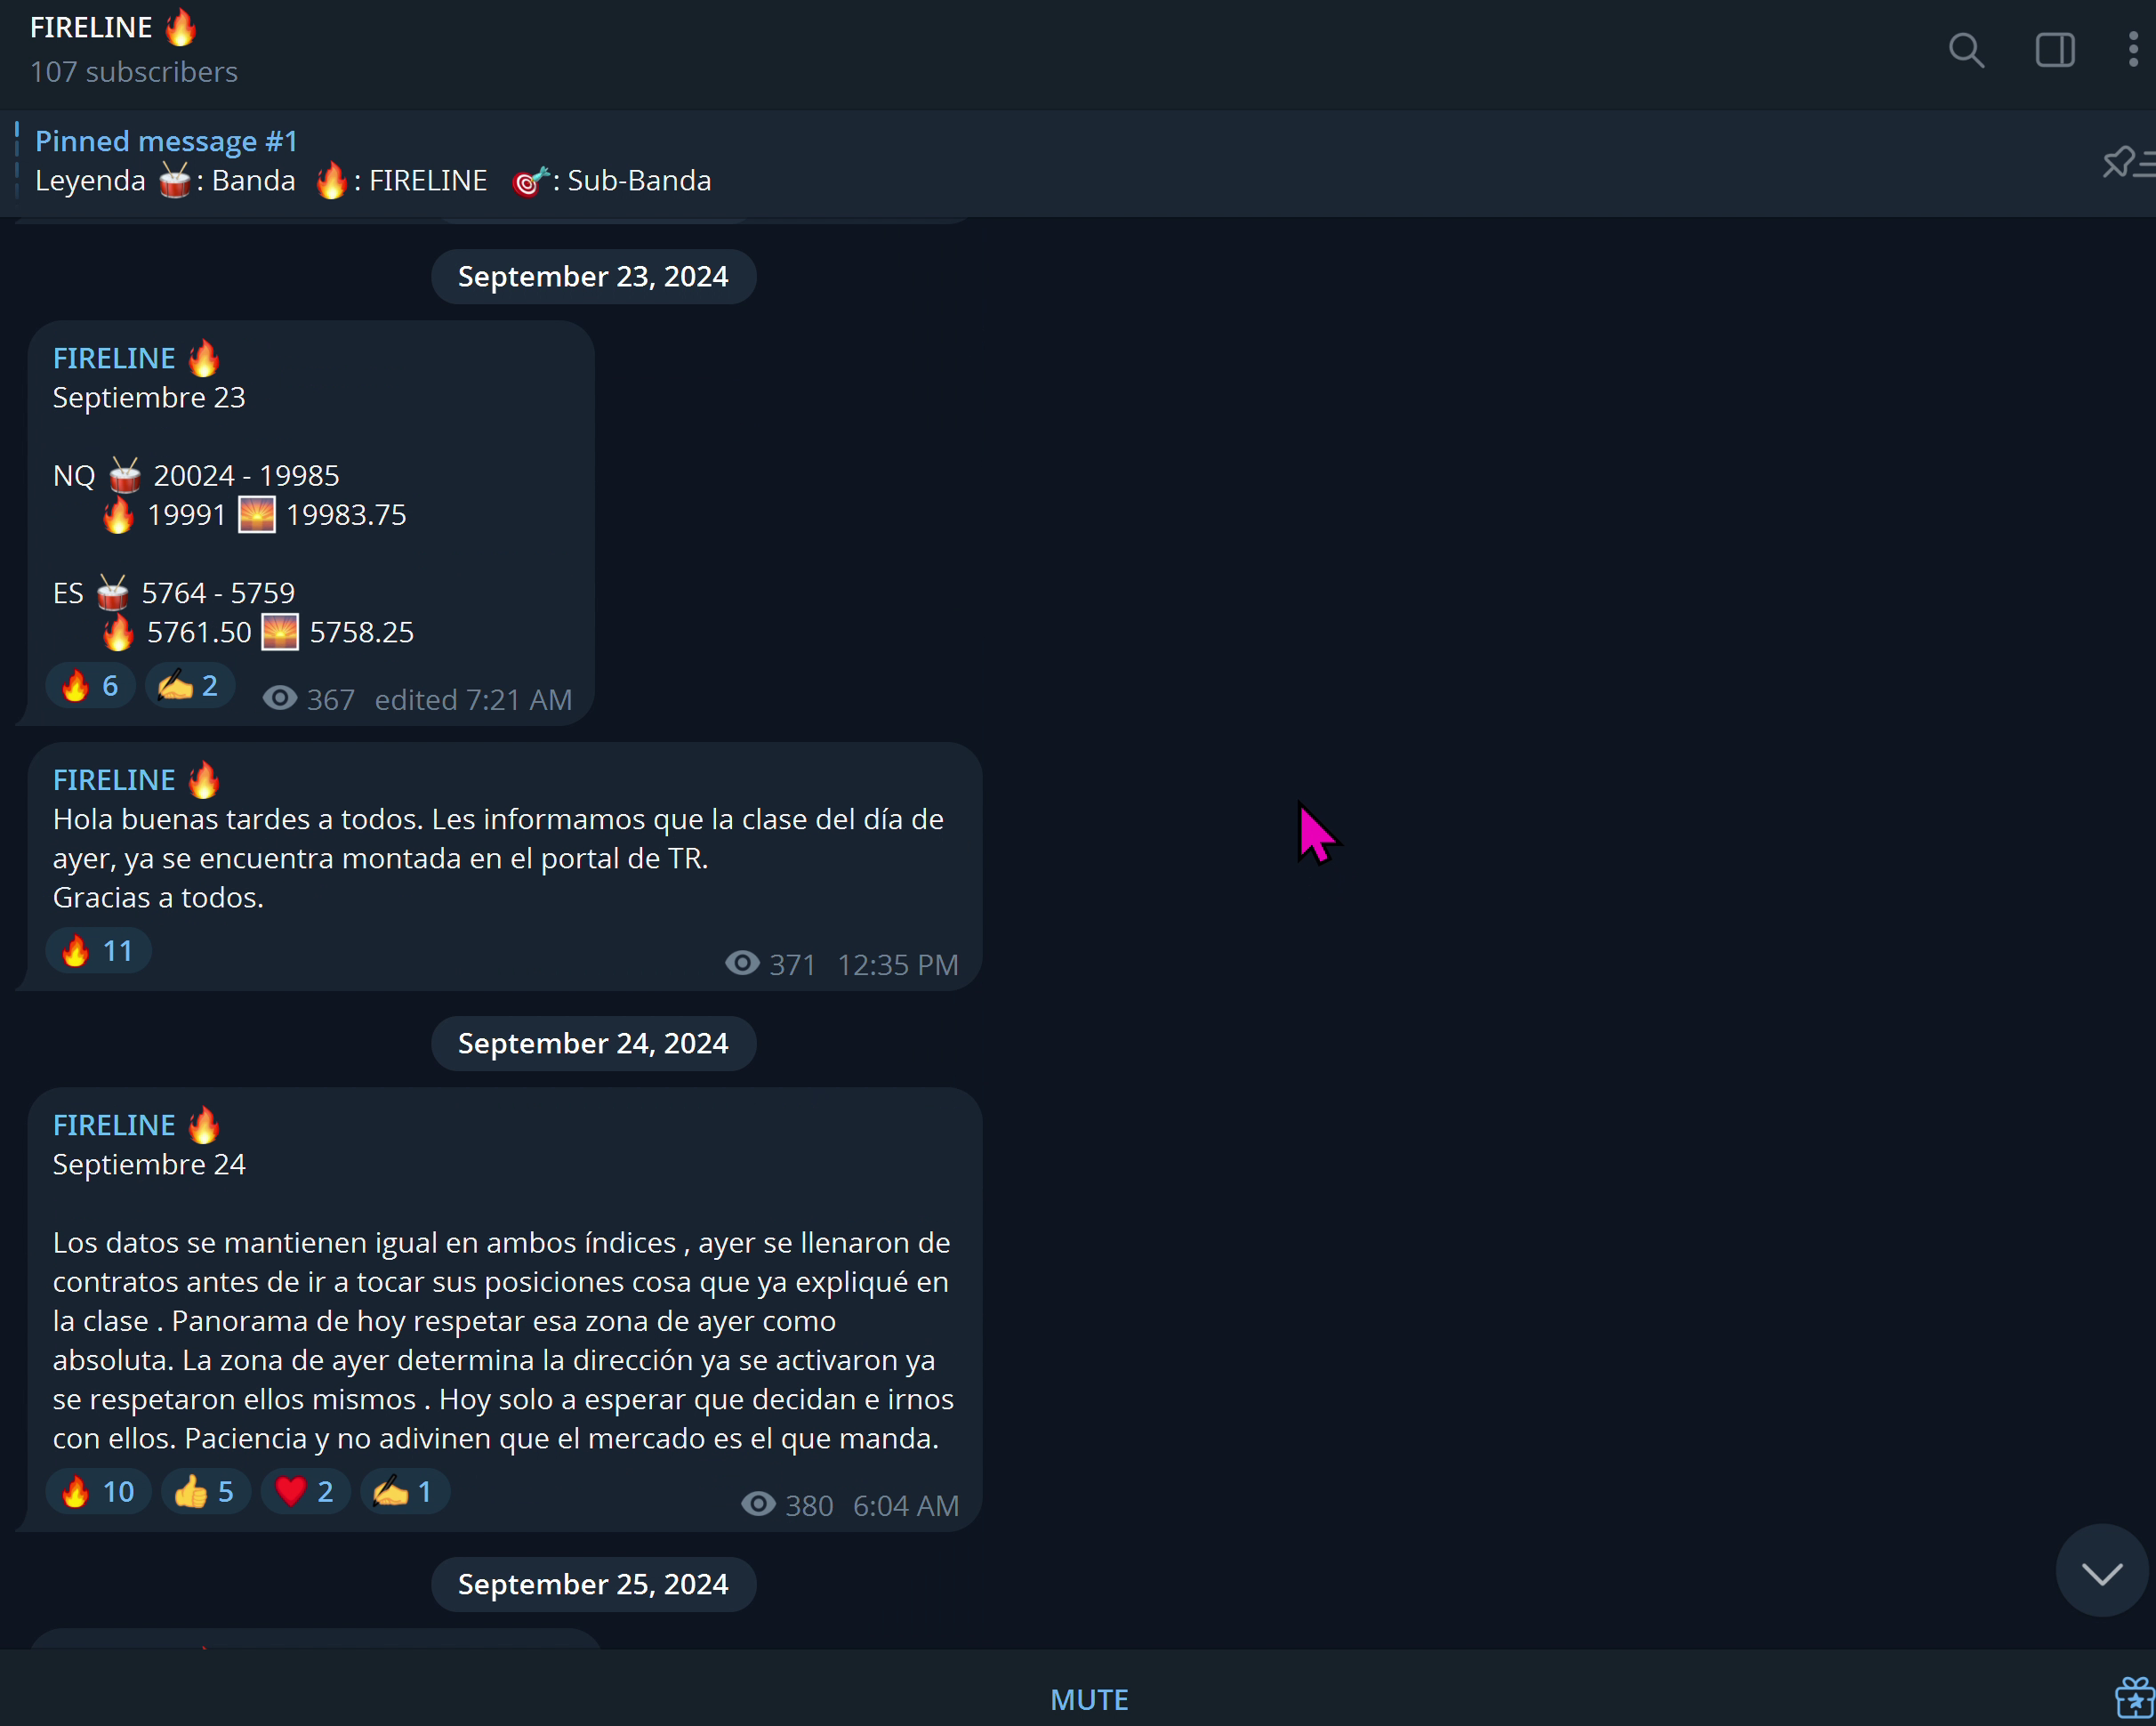 FIRELINE 🔥
107 subscribers
Pinned message #1
Leyenda 🥁: Banda 🔥: FIRELINE 🎯: Sub-Banda
September 23, 2024
FIRELINE 🔥
Septiembre 23
NQ 🥁 20024 - 19985
🔥 19991 🌅 19983.75
ES 🥁 5764 - 5759
🔥 5761.50 🌅 5758.25
🔥 6 ✍️ 2 367 edited 7:21 AM
FIRELINE 🔥
Hola buenas tardes a todos. Les informamos que la clase del día de
ayer, ya se encuentra montada en el portal de TR.
Gracias a todos.
🔥 11 371 12:35 PM
September 24, 2024
FIRELINE 🔥
Septiembre 24
Los datos se mantienen igual en ambos índices , ayer se llenaron de
contratos antes de ir a tocar sus posiciones cosa que ya expliqué en
la clase . Panorama de hoy respetar esa zona de ayer como
absoluta. La zona de ayer determina la dirección ya se activaron ya
se respetaron ellos mismos . Hoy solo a esperar que decidan e irnos
con ellos. Paciencia y no adivinen que el mercado es el que manda.
🔥 10 👍 5 ❤️ 2 ✍️ 1 380 6:04 AM
September 25, 2024
MUTE